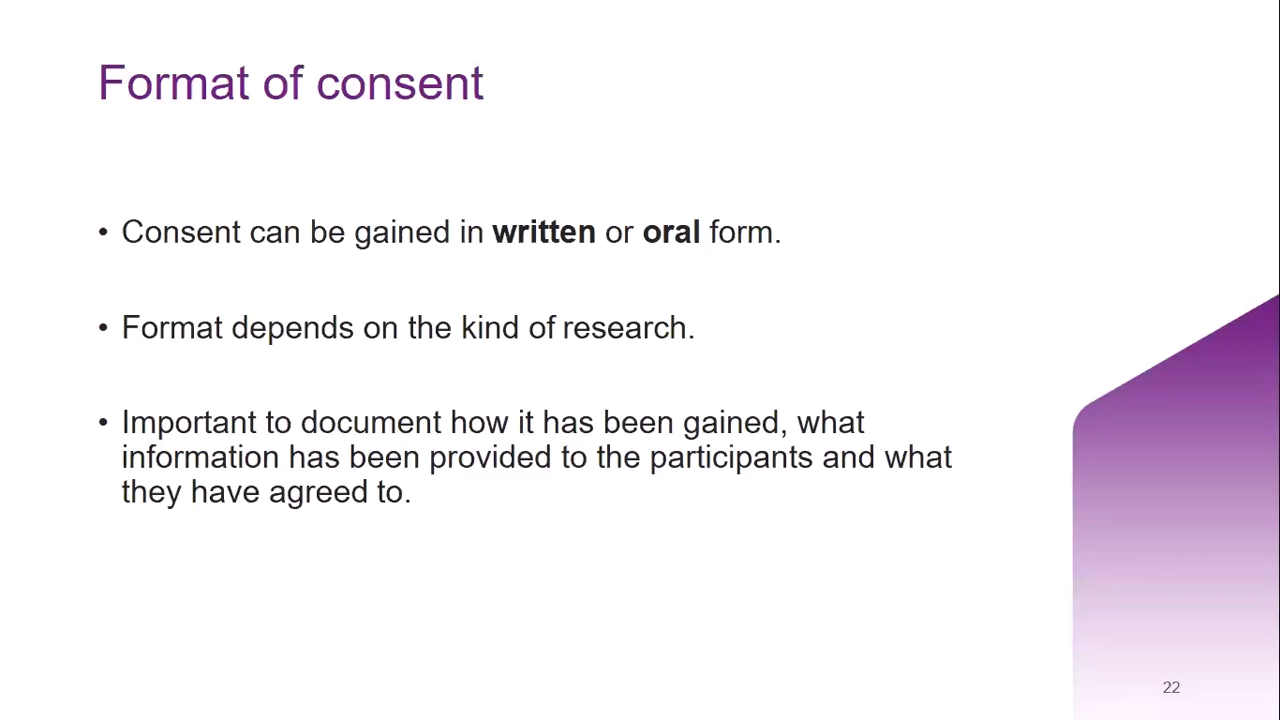 Format of consent
• Consent can be gained in written or oral form.
• Format depends on the kind of research.
• Important to document how it has been gained, what
information has been provided to the participants and what
they have agreed to.
22